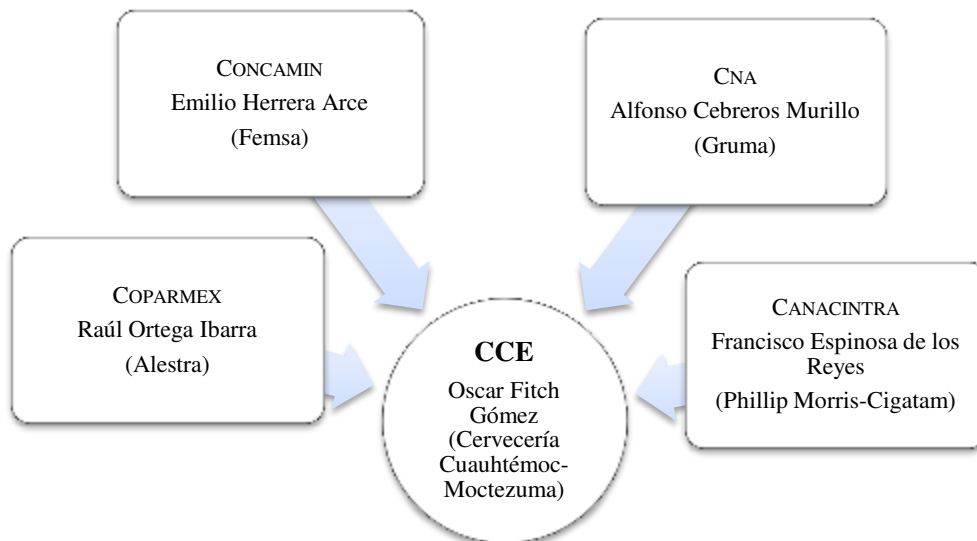 CONCAMIN
Emilio Herrera Arce
(Femsa)
CNA
Alfonso Cebreros Murillo
(Gruma)
COPARMEX
Raúl Ortega Ibarra
(Alestra)
CCE
Oscar Fitch
Gómez
(Cervecería
Cuauhtémoc-
Moctezuma)
CANACINTRA
Francisco Espinosa de los
Reyes
(Phillip Morris-Cigatam)